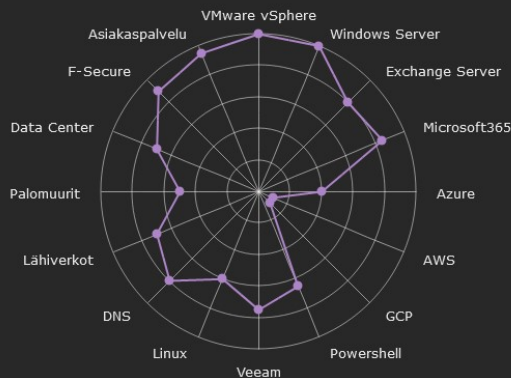 VMware vSphere
Windows Server
Exchange Server
Microsoft365
Azure
AWS
GCP
Powershell
Veeam
Linux
DNS
Lähiverkot
Palomuurit
Data Center
F-Secure
Asiakaspalvelu